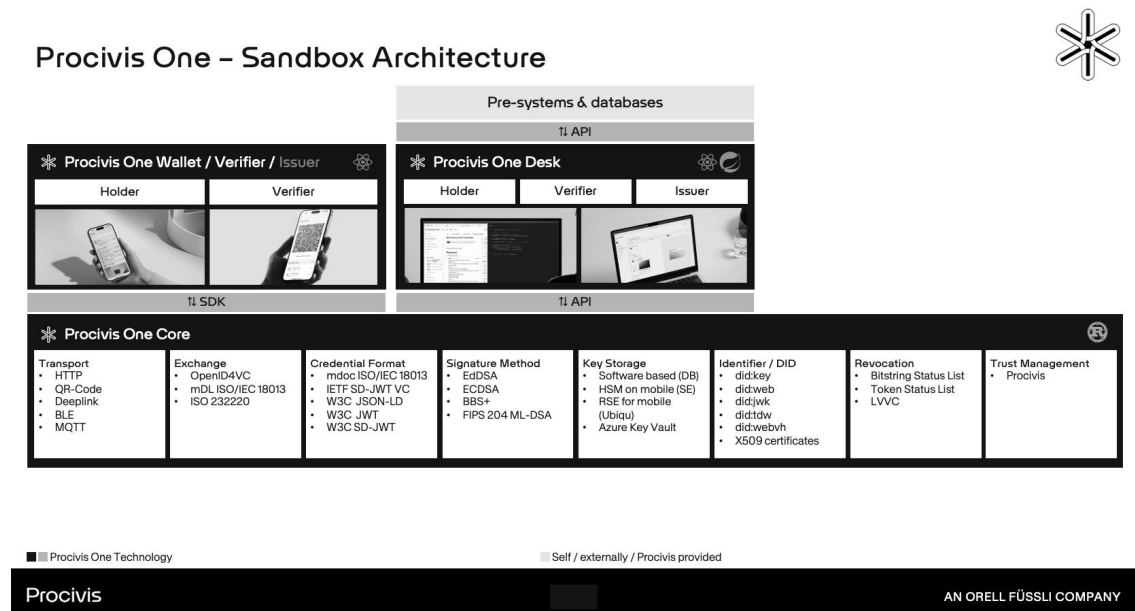 Procivis One – Sandbox Architecture
Pre-systems & databases
⇅ API
Procivis One Wallet / Verifier / Issuer
Holder
Verifier
Procivis One Desk
Holder
Verifier
Issuer
⇅ SDK
⇅ API
Procivis One Core
Transport
• HTTP
• QR-Code
• Deeplink
• BLE
• MQTT
Exchange
• OpenID4VC
• mDL ISO/IEC 18013
• ISO 232220
Credential Format
• mdoc ISO/IEC 18013
• IETF SD-JWT VC
• W3C JSON-LD
• W3C JWT
• W3C SD-JWT
Signature Method
• EdDSA
• ECDSA
• BBS+
• FIPS 204 ML-DSA
Key Storage
• Software based (DB)
• HSM on mobile (SE)
• RSE for mobile
(Ubiqu)
• Azure Key Vault
Identifier / DID
• did:key
• did:web
• did:jwk
• did:tdw
• did:webvh
• X509 certificates
Revocation
• Bitstring Status List
• Token Status List
• LVVC
Trust Management
• Procivis
Procivis One Technology
Self / externally / Procivis provided
Procivis
AN ORELL FÜSSLI COMPANY